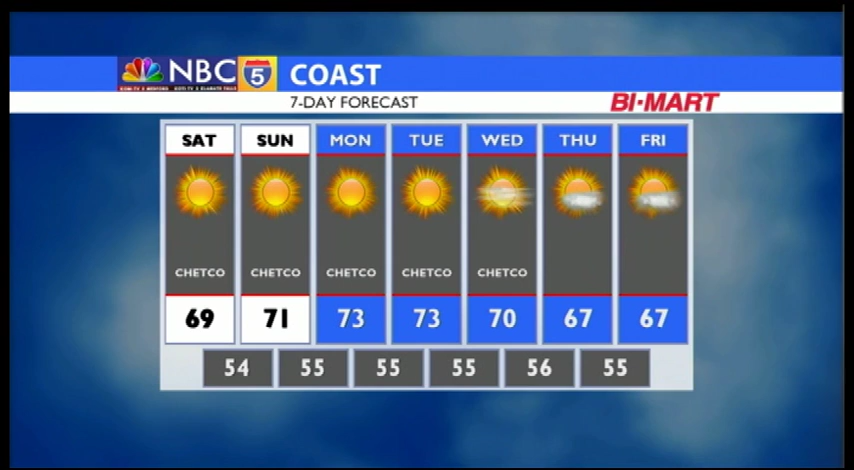 NBC 5 COAST
7-DAY FORECAST BI-MART
SAT SUN MON TUE WED THU FRI
CHETCO CHETCO CHETCO CHETCO CHETCO
69 71 73 73 70 67 67
54 55 55 55 56 55